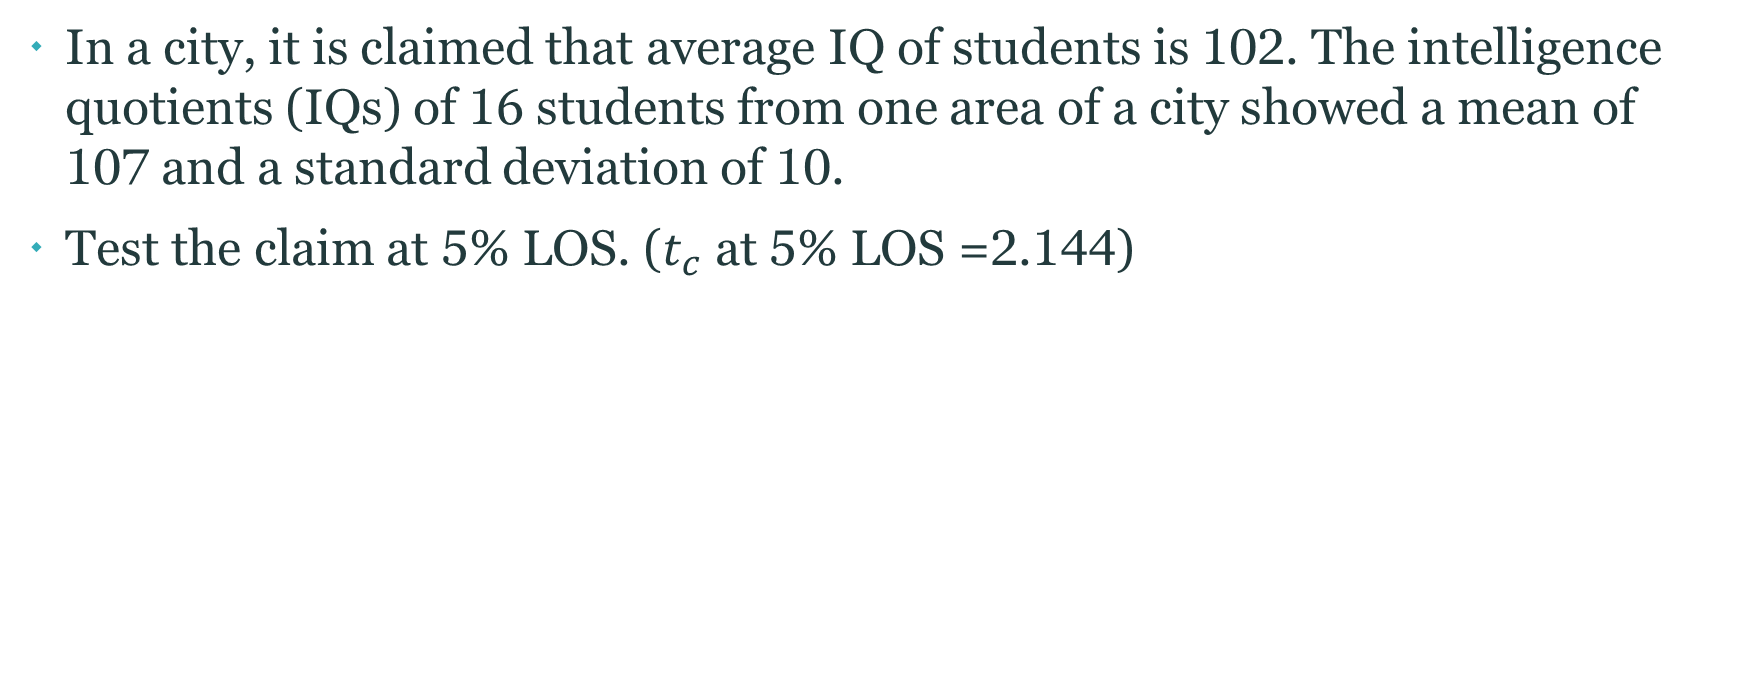 In a city, it is claimed that average IQ of students is 102. The intelligence
quotients (IQs) of 16 students from one area of a city showed a mean of
107 and a standard deviation of 10.
Test the claim at 5% LOS. (t_c at 5% LOS =2.144)